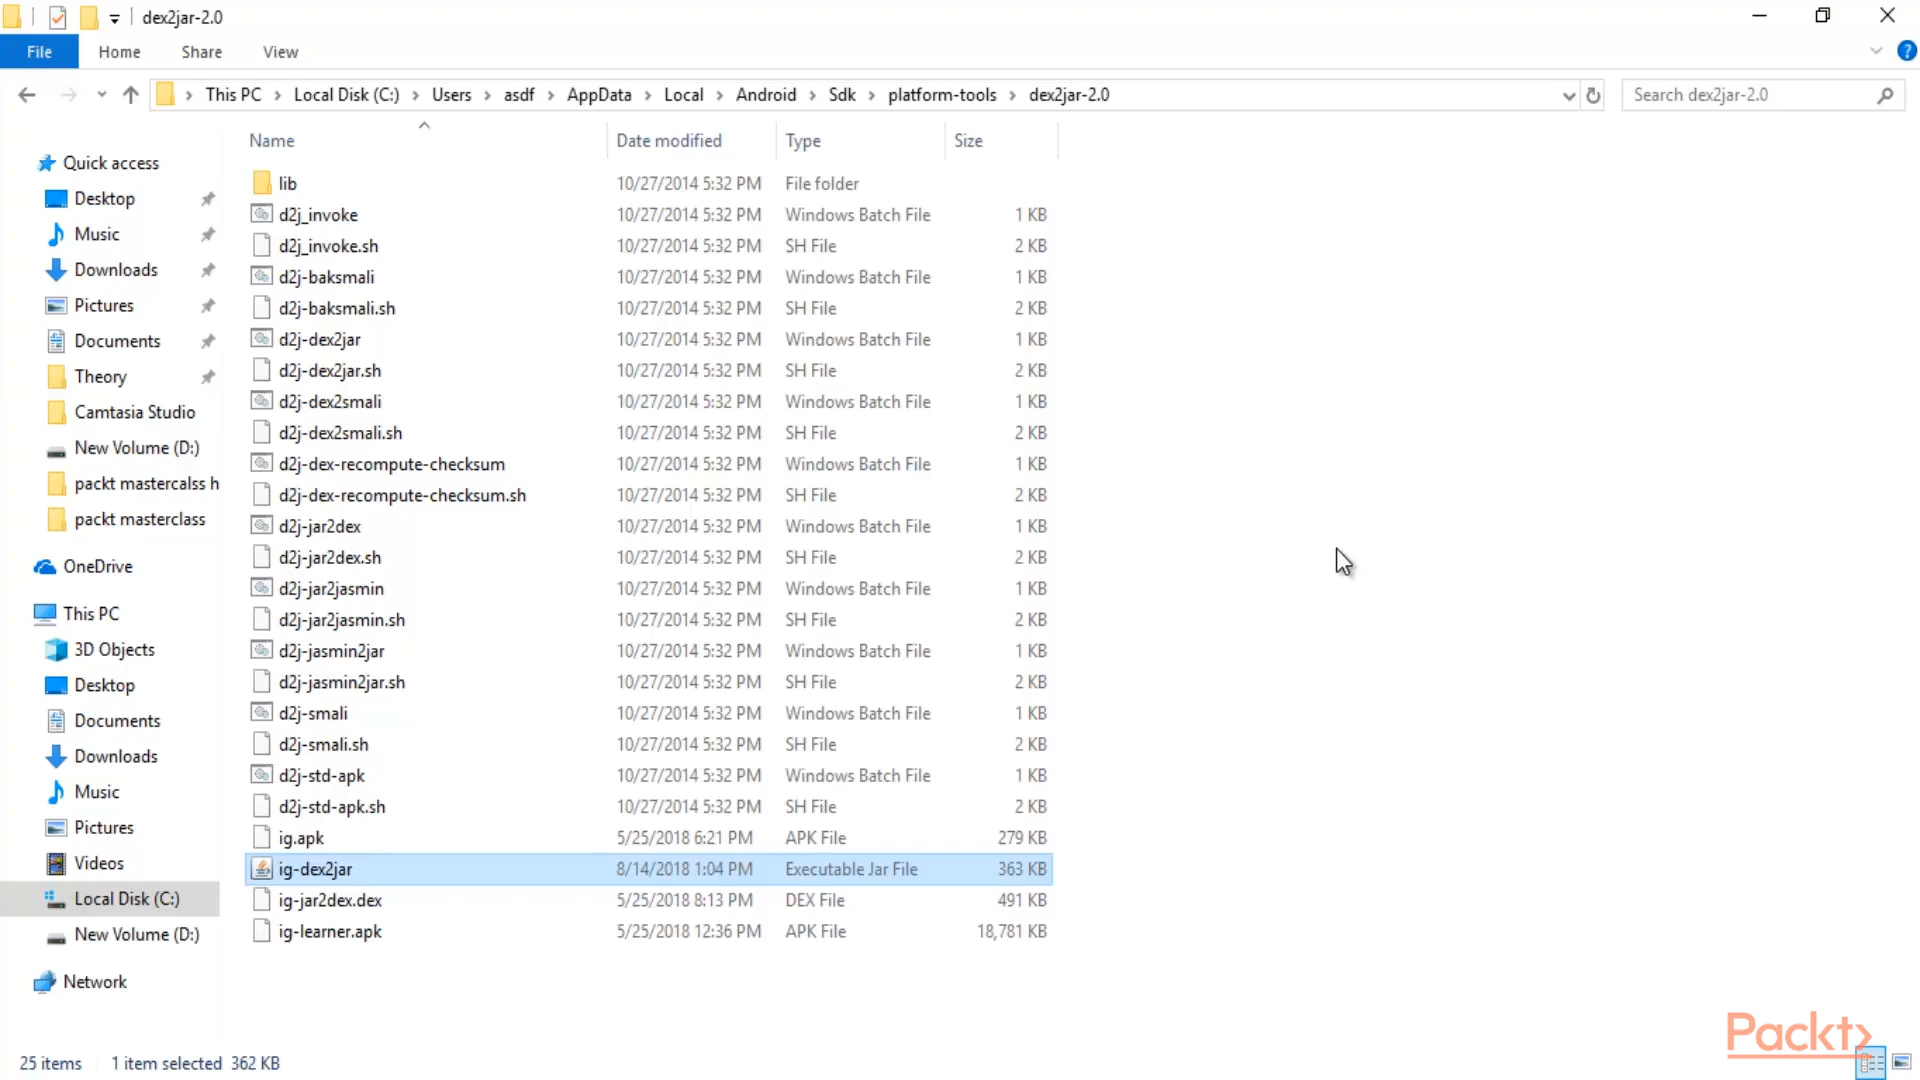 dex2jar-2.0
File Home Share View
This PC Local Disk (C:) Users asdf AppData Local Android Sdk platform-tools dex2jar-2.0
Search dex2jar-2.0
Name Date modified Type Size
Quick access
Desktop
Music
Downloads
Pictures
Documents
Theory
Camtasia Studio
New Volume (D:)
packt mastercalss h
packt masterclass
OneDrive
This PC
3D Objects
Desktop
Documents
Downloads
Music
Pictures
Videos
Local Disk (C:)
New Volume (D:)
Network
lib 10/27/2014 5:32 PM File folder
d2j_invoke 10/27/2014 5:32 PM Windows Batch File 1 KB
d2j_invoke.sh 10/27/2014 5:32 PM SH File 2 KB
d2j-baksmali 10/27/2014 5:32 PM Windows Batch File 1 KB
d2j-baksmali.sh 10/27/2014 5:32 PM SH File 2 KB
d2j-dex2jar 10/27/2014 5:32 PM Windows Batch File 1 KB
d2j-dex2jar.sh 10/27/2014 5:32 PM SH File 2 KB
d2j-dex2smali 10/27/2014 5:32 PM Windows Batch File 1 KB
d2j-dex2smali.sh 10/27/2014 5:32 PM SH File 2 KB
d2j-dex-recompute-checksum 10/27/2014 5:32 PM Windows Batch File 1 KB
d2j-dex-recompute-checksum.sh 10/27/2014 5:32 PM SH File 2 KB
d2j-jar2dex 10/27/2014 5:32 PM Windows Batch File 1 KB
d2j-jar2dex.sh 10/27/2014 5:32 PM SH File 2 KB
d2j-jar2jasmin 10/27/2014 5:32 PM Windows Batch File 1 KB
d2j-jar2jasmin.sh 10/27/2014 5:32 PM SH File 2 KB
d2j-jasmin2jar 10/27/2014 5:32 PM Windows Batch File 1 KB
d2j-jasmin2jar.sh 10/27/2014 5:32 PM SH File 2 KB
d2j-smali 10/27/2014 5:32 PM Windows Batch File 1 KB
d2j-smali.sh 10/27/2014 5:32 PM SH File 2 KB
d2j-std-apk 10/27/2014 5:32 PM Windows Batch File 1 KB
d2j-std-apk.sh 10/27/2014 5:32 PM SH File 2 KB
ig.apk 5/25/2018 6:21 PM APK File 279 KB
ig-dex2jar 8/14/2018 1:04 PM Executable Jar File 363 KB
ig-jar2dex.dex 5/25/2018 8:13 PM DEX File 491 KB
ig-learner.apk 5/25/2018 12:36 PM APK File 18,781 KB
Packt>
25 items 1 item selected 362 KB